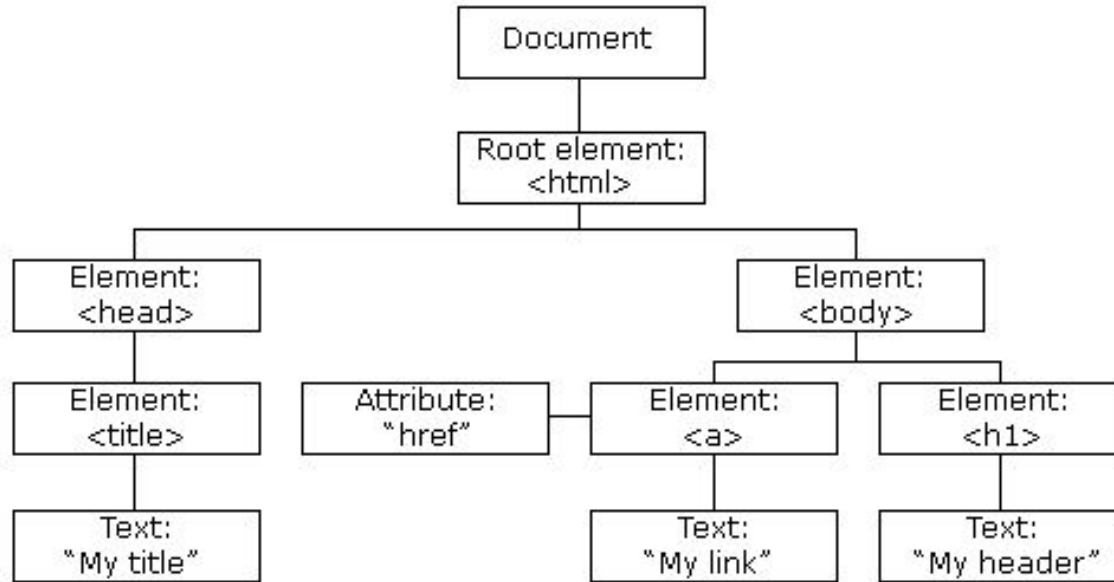 Document
Root element:
<html>
Element:
<head>
Element:
<body>
Element:
<title>
Attribute:
“href”
Element:
<a>
Element:
<h1>
Text:
“My title”
Text:
“My link”
Text:
“My header”